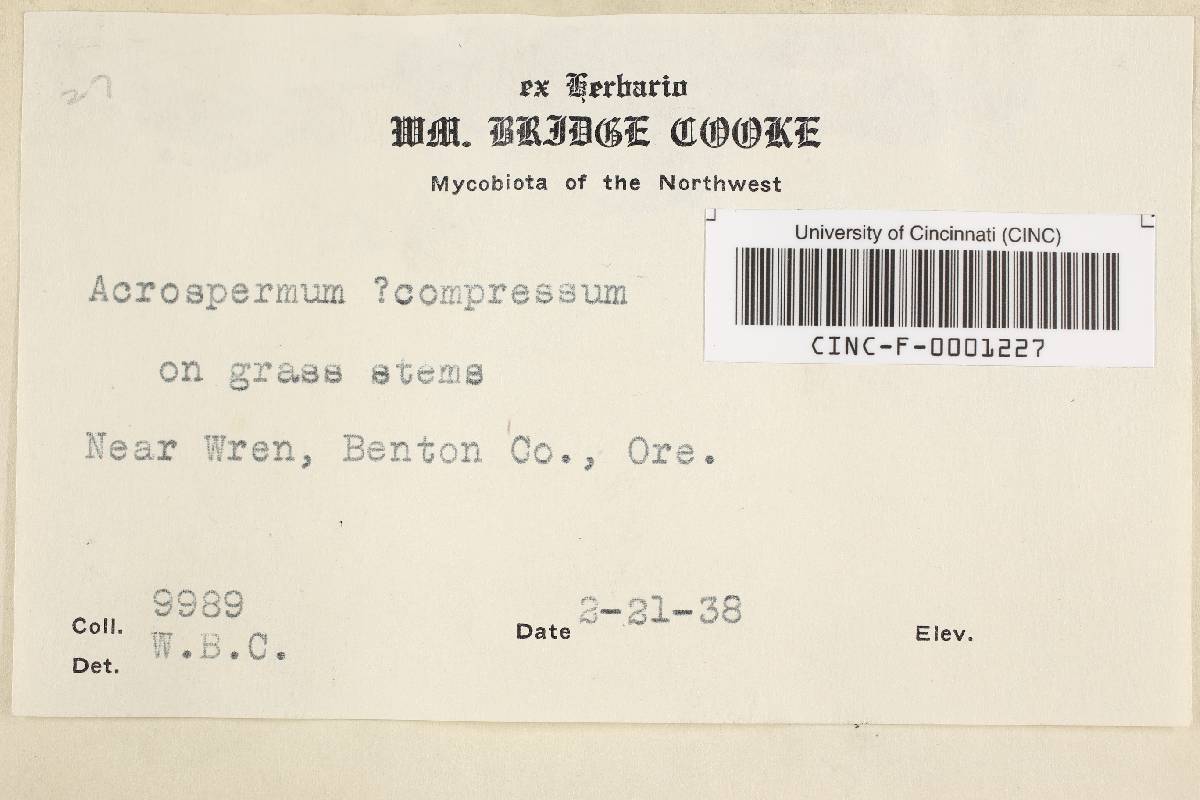 27
ex Herbario
WM. BRIDGE COOKE
Mycobiota of the Northwest
University of Cincinnati (CINC)
CINC-F-0001227
Acrospermum ?compressum
on grass stems
Near Wren, Benton Co., Ore.
Coll. 9989
Det. W.B.C.
Date 2-21-38
Elev.